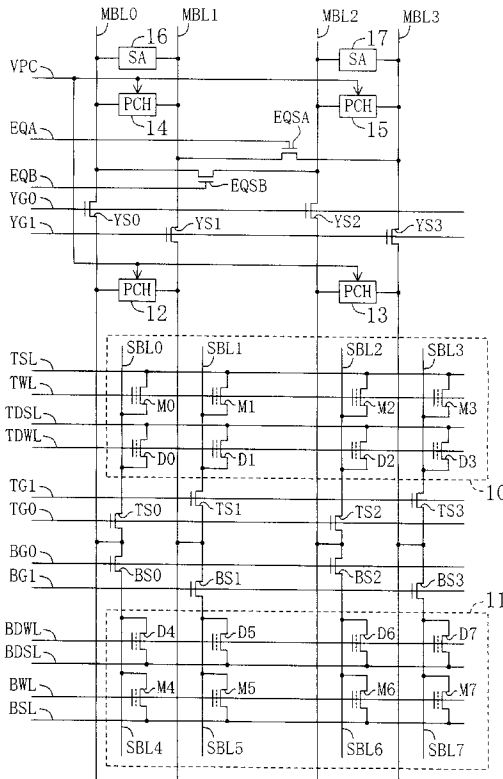 MBL0 MBL1 MBL2 MBL3
16 17
SA SA
VPC
PCH PCH
14 15
EQA EQSA
EQB EQSB
YG0 YS0 YS2
YG1 YS1 YS3
PCH PCH
12 13
SBL0 SBL1 SBL2 SBL3
TSL
TWL M0 M1 M2 M3
TDSL
TDWL D0 D1 D2 D3
10
TG1 TS1 TS3
TG0 TS0 TS2
BG0 BS0 BS2
BG1 BS1 BS3
11
BDWL D4 D5 D6 D7
BDSL
BWL M4 M5 M6 M7
BSL
SBL4 SBL5 SBL6 SBL7